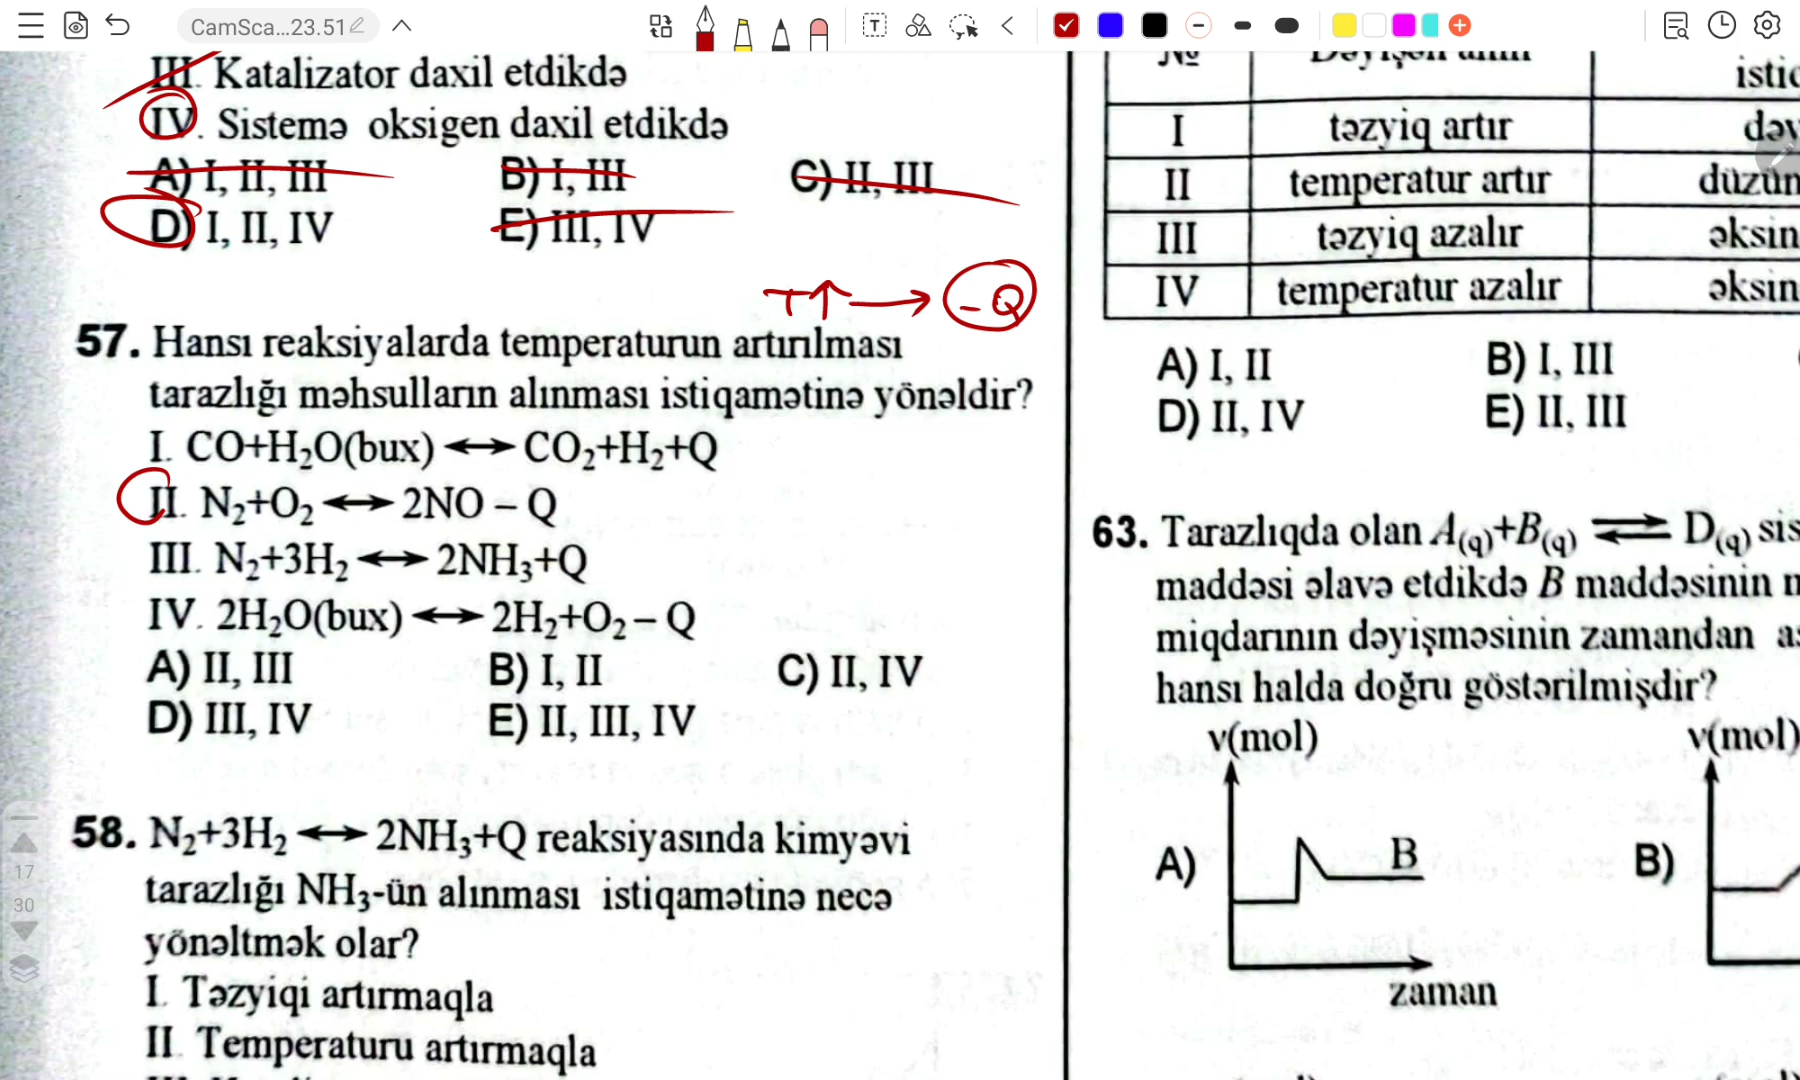 CamSca...23.51
III. Katalizator daxil etdikdə
IV. Sistemə oksigen daxil etdikdə
A) I, II, III B) I, III C) II, III
D) I, II, IV E) III, IV
T↑ → -Q
57. Hansı reaksiyalarda temperaturun artırılması
tarazlığı məhsulların alınması istiqamətinə yönəldir?
I. CO+H₂O(bux) ⟷ CO₂+H₂+Q
II. N₂+O₂ ⟷ 2NO – Q
III. N₂+3H₂ ⟷ 2NH₃+Q
IV. 2H₂O(bux) ⟷ 2H₂+O₂ – Q
A) II, III B) I, II C) II, IV
D) III, IV E) II, III, IV
58. N₂+3H₂ ⟷ 2NH₃+Q reaksiyasında kimyəvi
tarazlığı NH₃-ün alınması istiqamətinə necə
yönəltmək olar?
I. Təzyiqi artırmaqla
II. Temperaturu artırmaqla
17
30
№
I təzyiq artır
II temperatur artır
III təzyiq azalır
IV temperatur azalır
A) I, II B) I, III
D) II, IV E) II, III
63. Tarazlıqda olan A(q)+B(q) ⇌ D(q) sis
maddəsi əlavə etdikdə B maddəsinin
miqdarının dəyişməsinin zamandan as
hansı halda doğru göstərilmişdir?
ν(mol) ν(mol)
A) B B)
zaman